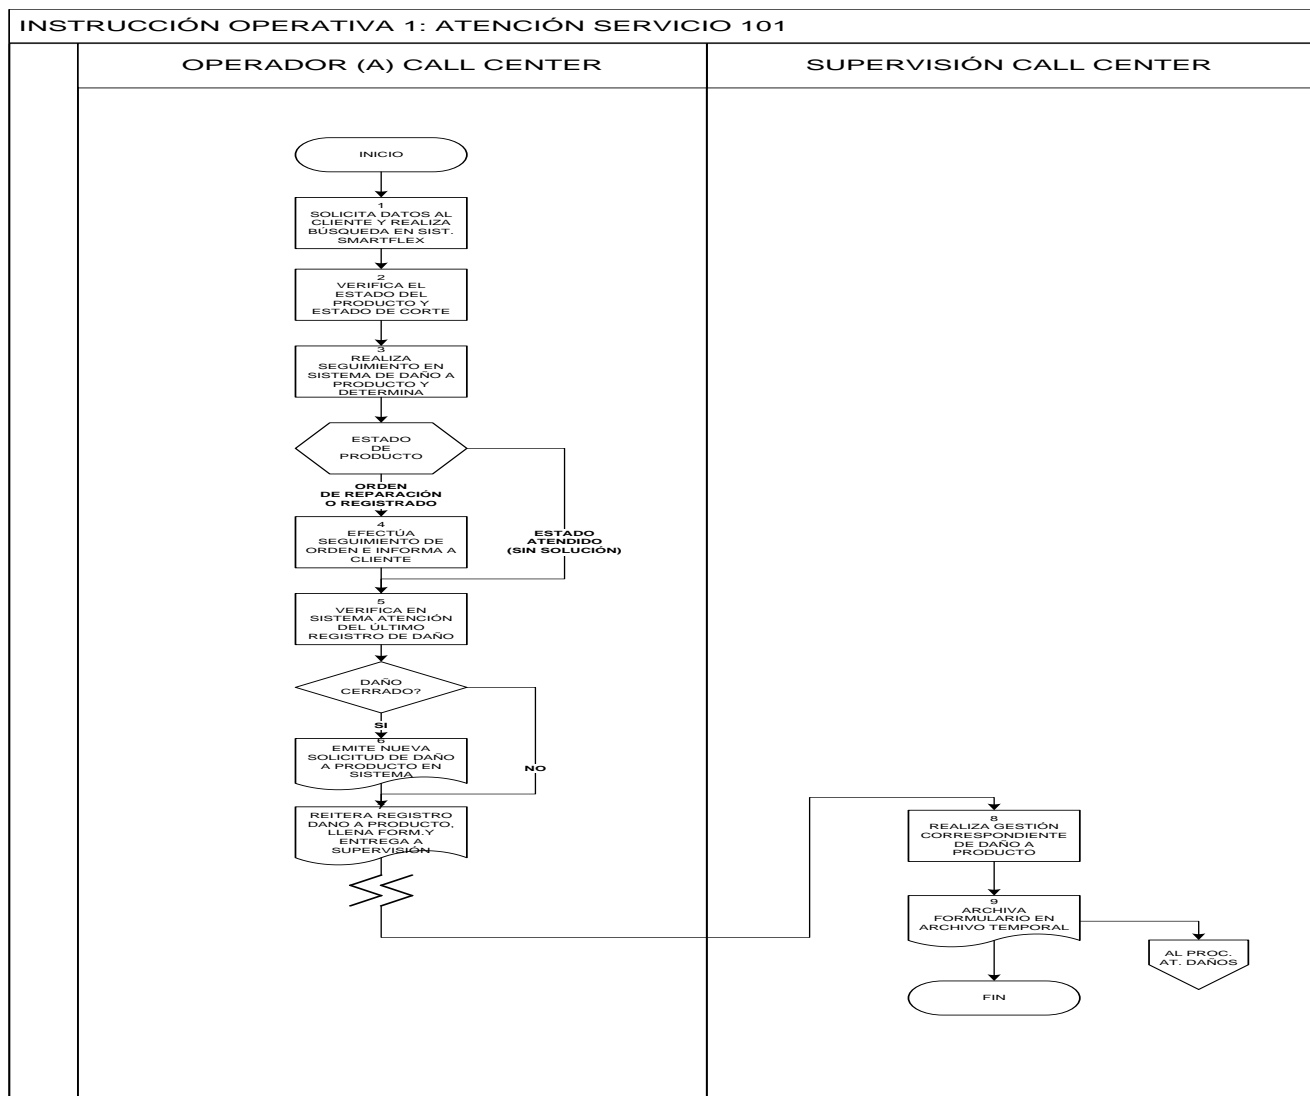 INSTRUCCIÓN OPERATIVA 1: ATENCIÓN SERVICIO 101
OPERADOR (A) CALL CENTER
SUPERVISIÓN CALL CENTER
INICIO
1
SOLICITA DATOS AL
CLIENTE Y REALIZA
BÚSQUEDA EN SIST.
SMARTFLEX
2
VERIFICA EL
ESTADO DEL
PRODUCTO Y
ESTADO DE CORTE
3
REALIZA
SEGUIMIENTO EN
SISTEMA DE DAÑO A
PRODUCTO Y
DETERMINA
ESTADO
DE
PRODUCTO
ORDEN
DE REPARACIÓN
O REGISTRADO
4
EFECTÚA
SEGUIMIENTO DE
ORDEN E INFORMA A
CLIENTE
ESTADO
ATENDIDO
(SIN SOLUCIÓN)
5
VERIFICA EN
SISTEMA ATENCIÓN
DEL ÚLTIMO
REGISTRO DE DAÑO
DAÑO
CERRADO?
SI
6
EMITE NUEVA
SOLICITUD DE DAÑO
A PRODUCTO EN
SISTEMA
NO
REITERA REGISTRO
DANO A PRODUCTO,
LLENA FORM.Y
ENTREGA A
SUPERVISIÓN
8
REALIZA GESTIÓN
CORRESPONDIENTE
DE DAÑO A
PRODUCTO
9
ARCHIVA
FORMULARIO EN
ARCHIVO TEMPORAL
AL PROC.
AT. DAÑOS
FIN